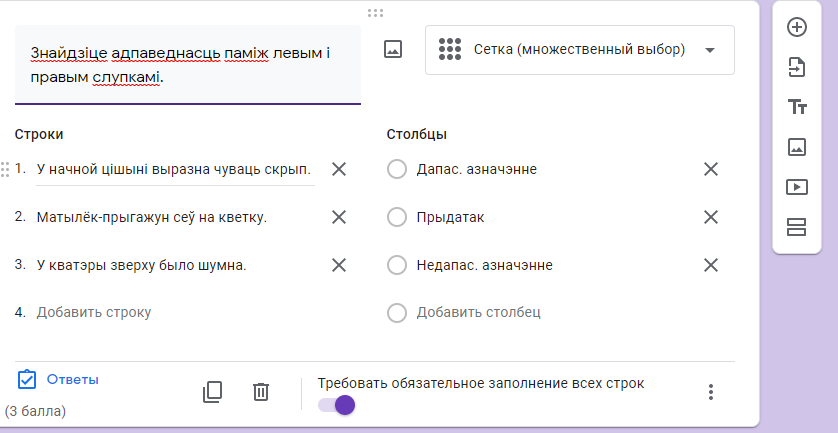 Знайдзіце адпаведнасць паміж левым і
правым слупкамі.
Сетка (множественный выбор)
Строки
Столбцы
1. У начной цішыні выразна чуваць скрып.
Дапас. азначэнне
2. Матылёк-прыгажун сеў на кветку.
Прыдатак
3. У кватэры зверху было шумна.
Недапас. азначэнне
4. Добавить строку
Добавить столбец
Ответы
(3 балла)
Требовать обязательное заполнение всех строк
Tт